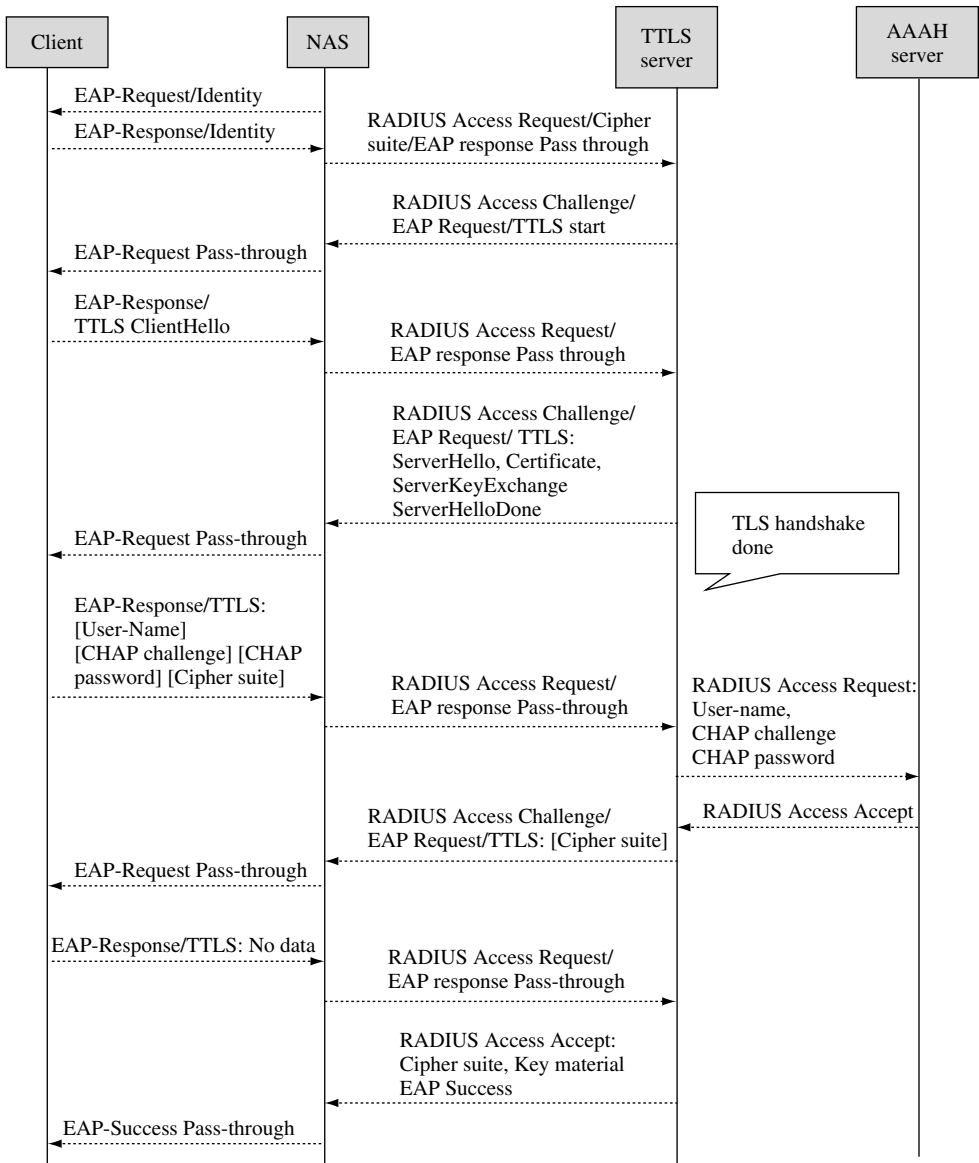 Client
NAS
TTLS
server
AAAH
server
EAP-Request/Identity
EAP-Response/Identity
RADIUS Access Request/Cipher
suite/EAP response Pass through
RADIUS Access Challenge/
EAP Request/TTLS start
EAP-Request Pass-through
EAP-Response/
TTLS ClientHello
RADIUS Access Request/
EAP response Pass through
RADIUS Access Challenge/
EAP Request/ TTLS:
ServerHello, Certificate,
ServerKeyExchange
ServerHelloDone
TLS handshake
done
EAP-Request Pass-through
EAP-Response/TTLS:
[User-Name]
[CHAP challenge] [CHAP
password] [Cipher suite]
RADIUS Access Request/
EAP response Pass-through
RADIUS Access Request:
User-name,
CHAP challenge
CHAP password
RADIUS Access Accept
RADIUS Access Challenge/
EAP Request/TTLS: [Cipher suite]
EAP-Request Pass-through
EAP-Response/TTLS: No data
RADIUS Access Request/
EAP response Pass-through
RADIUS Access Accept:
Cipher suite, Key material
EAP Success
EAP-Success Pass-through